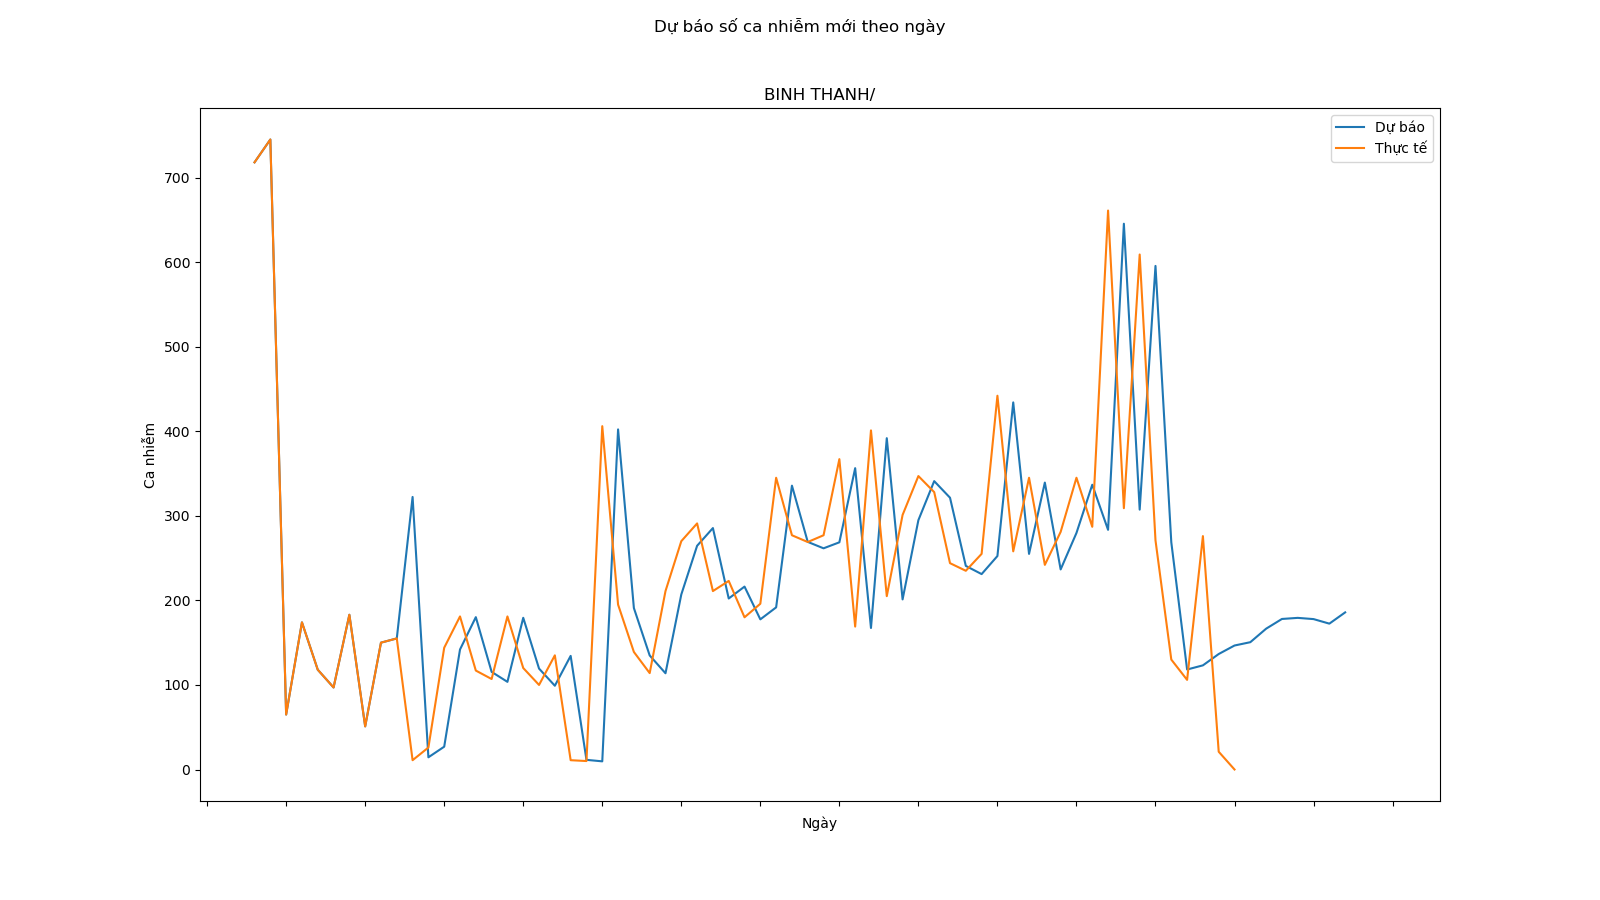 Dự báo số ca nhiễm mới theo ngày
BINH THANH/
Dự báo
Thực tế
700
600
500
400
300
200
100
0
Ca nhiễm
Ngày